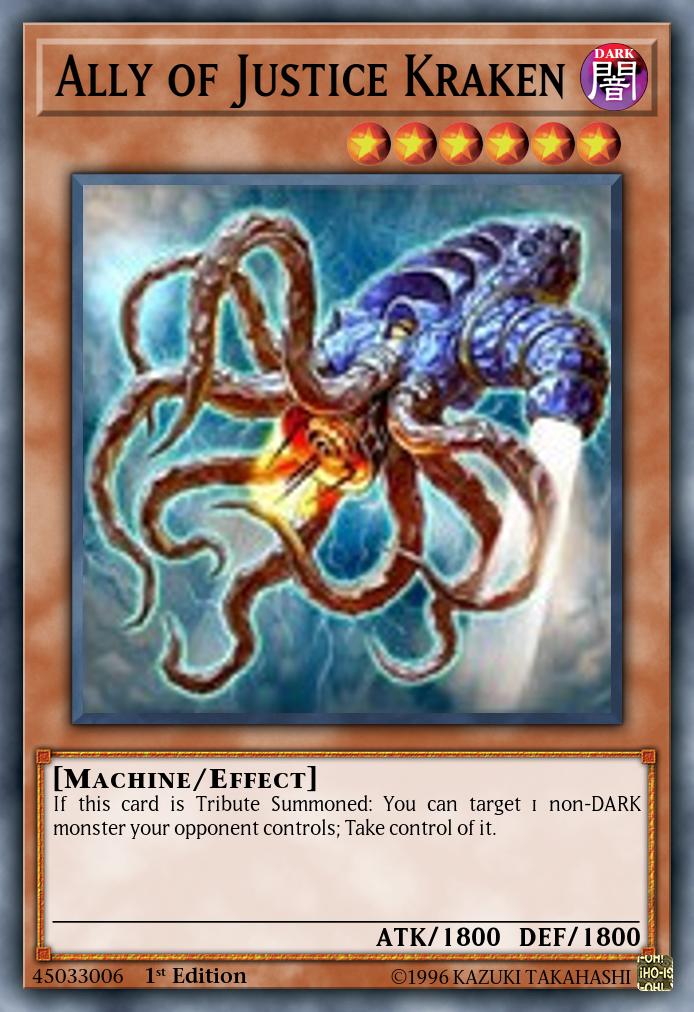 Ally of Justice Kraken
DARK
闇
[Machine/Effect]
If this card is Tribute Summoned: You can target 1 non-DARK
monster your opponent controls; Take control of it.
ATK/1800 DEF/1800
45033006 1st Edition ©1996 KAZUKI TAKAHASHI